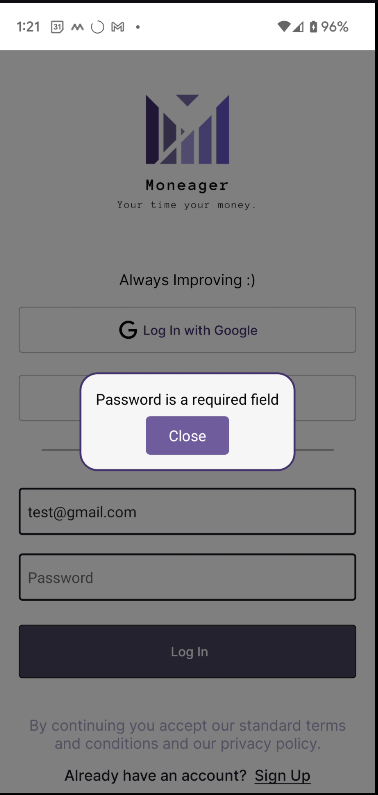 1:21 31 96%
Moneager
Your time your money.
Always Improving :)
G Log In with Google
Password is a required field
Close
test@gmail.com
Password
Log In
By continuing you accept our standard terms
and conditions and our privacy policy.
Already have an account? Sign Up